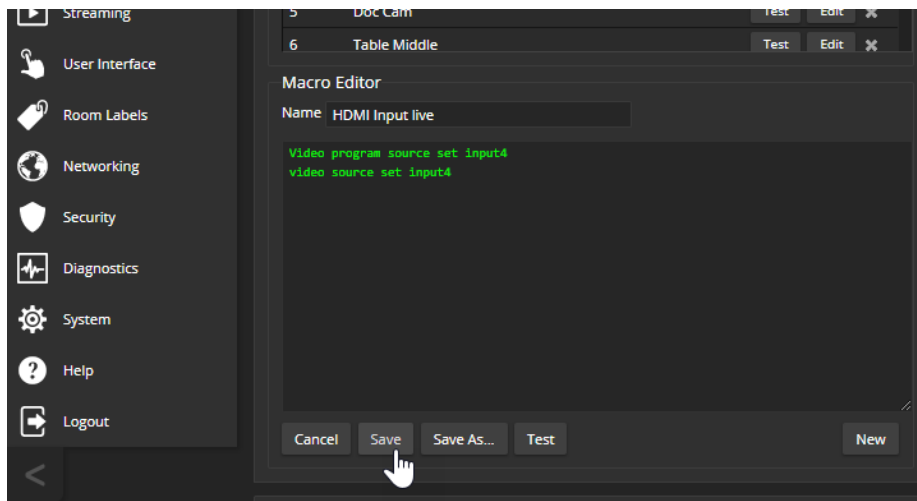 Streaming
User Interface
Room Labels
Networking
Security
Diagnostics
System
Help
Logout
<
5 Doc Cam Test Edit ✖
6 Table Middle Test Edit ✖
Macro Editor
Name HDMI Input live
Video program source set input4
video source set input4
Cancel Save Save As... Test New